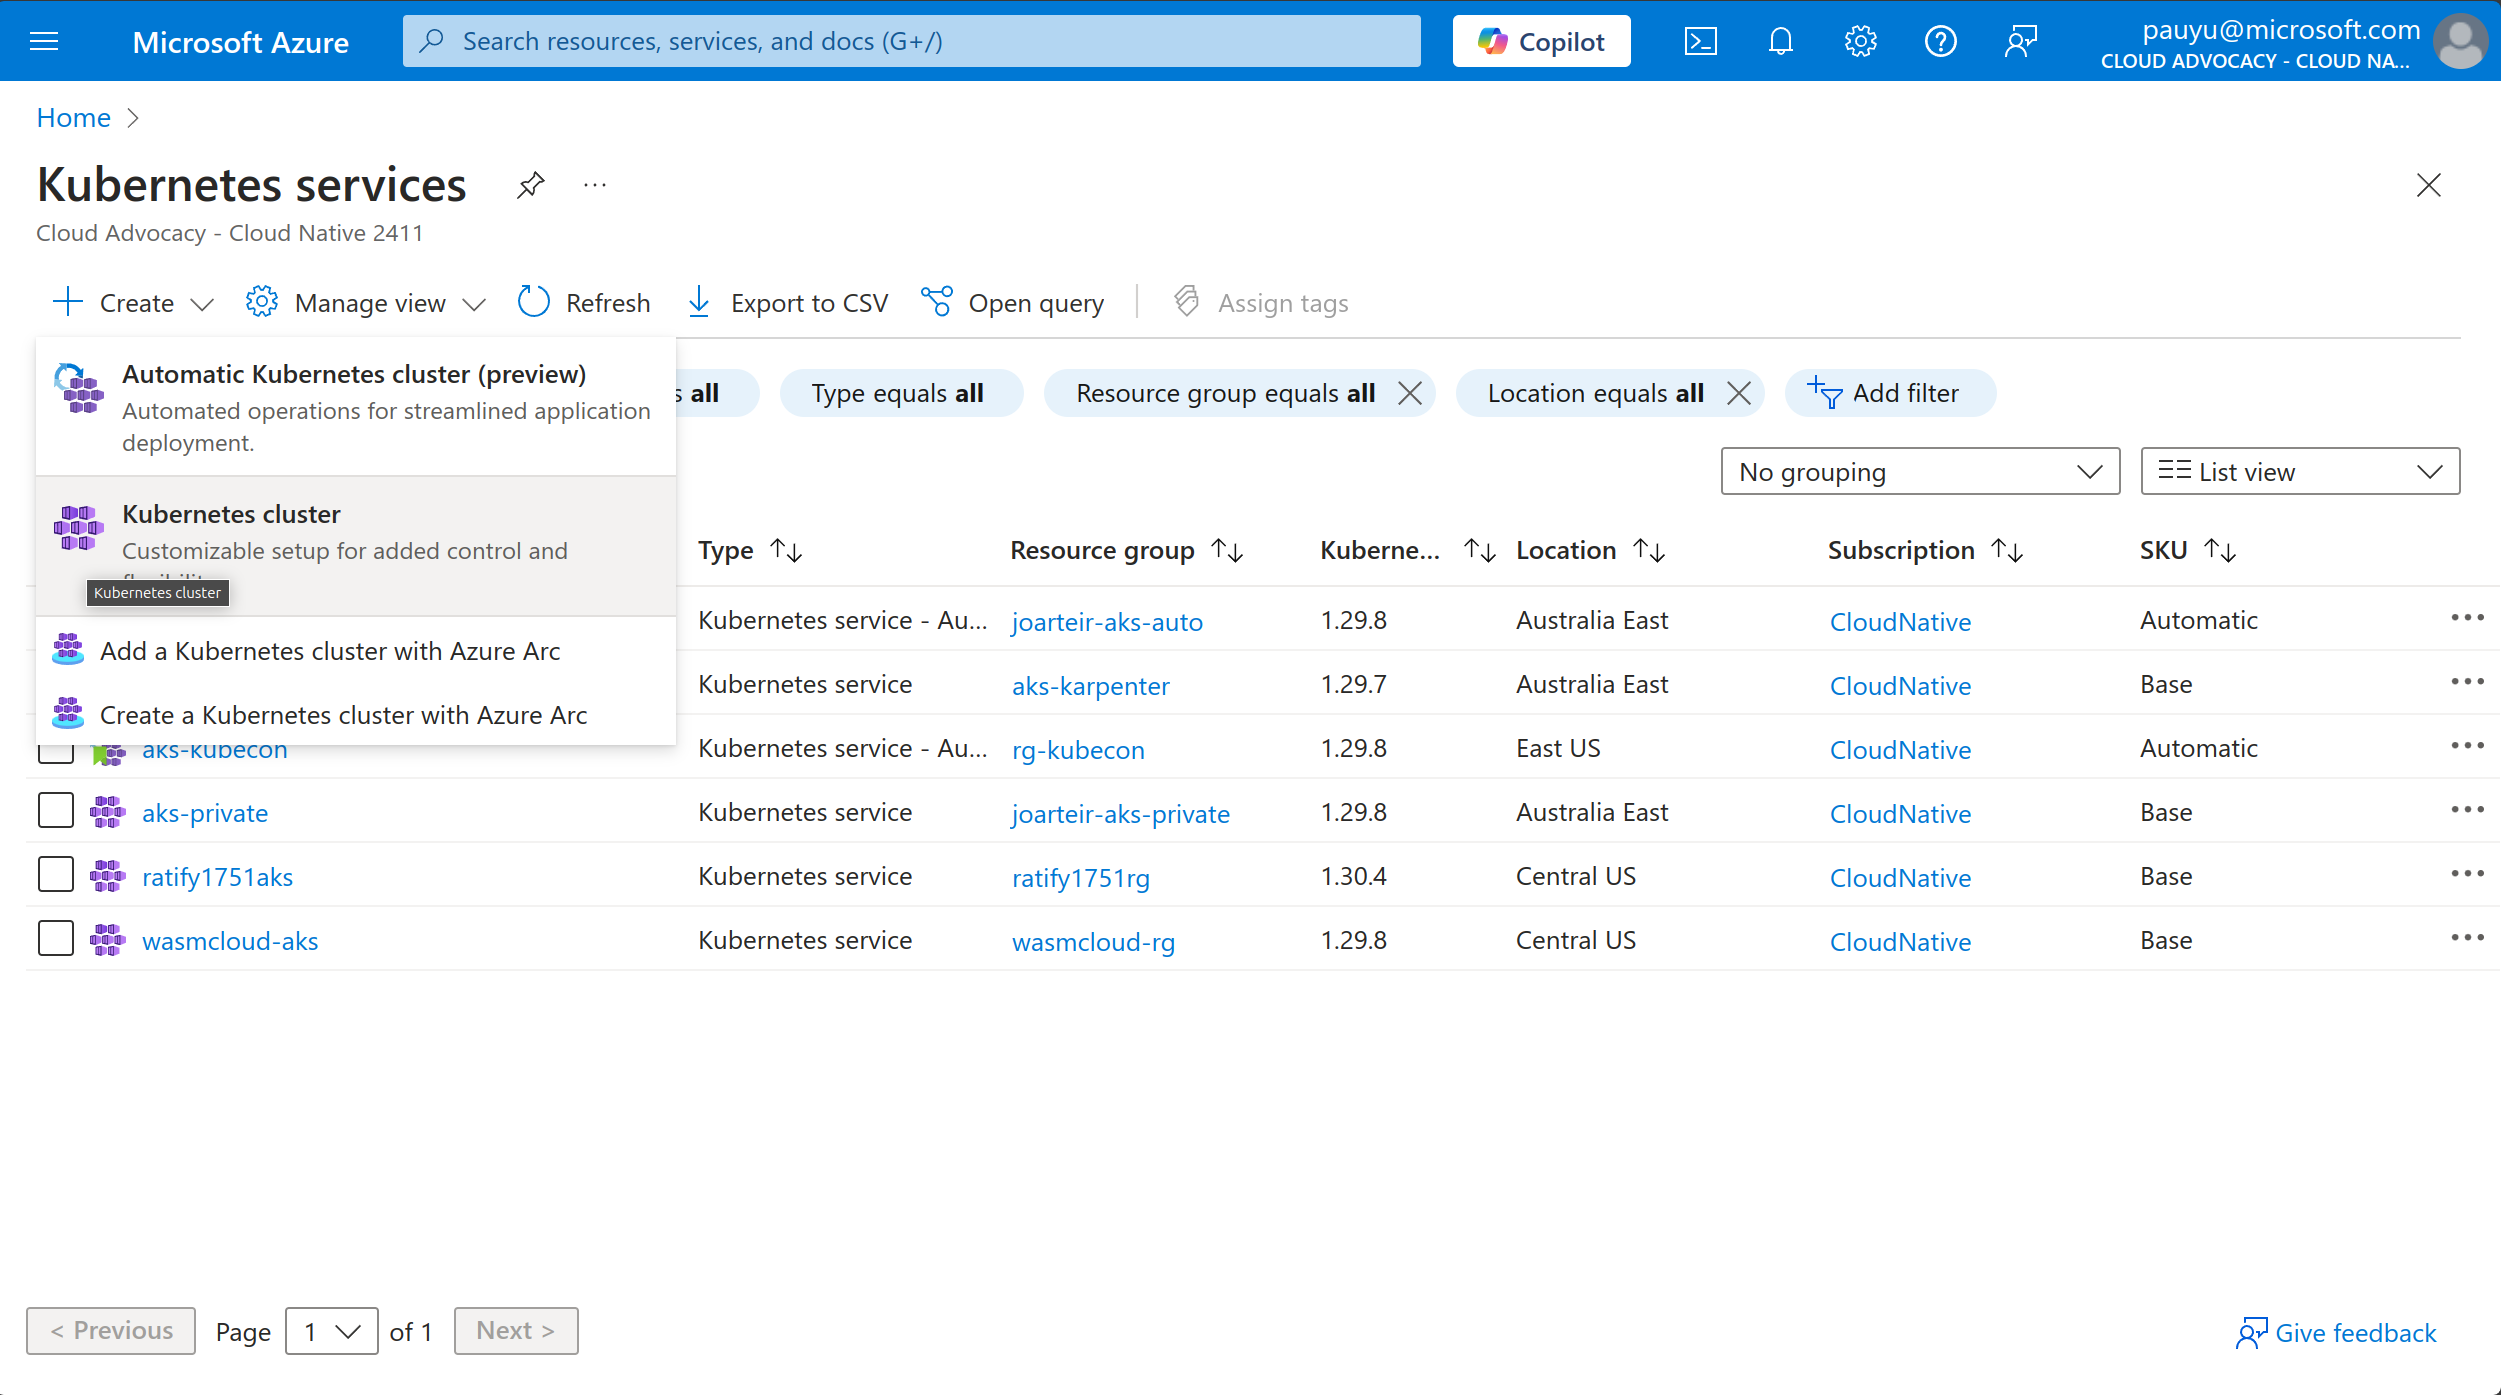 Microsoft Azure
Search resources, services, and docs (G+/)
Copilot
pauyu@microsoft.com
CLOUD ADVOCACY - CLOUD NA...
Home
Kubernetes services
Cloud Advocacy - Cloud Native 2411
Create
Manage view
Refresh
Export to CSV
Open query
Assign tags
Automatic Kubernetes cluster (preview)
Automated operations for streamlined application
deployment.
Kubernetes cluster
Customizable setup for added control and
Kubernetes cluster
Add a Kubernetes cluster with Azure Arc
Create a Kubernetes cluster with Azure Arc
s all
Type equals all
Resource group equals all
Location equals all
Add filter
No grouping
List view
Type Resource group Kuberne... Location Subscription SKU
Kubernetes service - Au... joarteir-aks-auto 1.29.8 Australia East CloudNative Automatic
Kubernetes service aks-karpenter 1.29.7 Australia East CloudNative Base
aks-kubecon Kubernetes service - Au... rg-kubecon 1.29.8 East US CloudNative Automatic
aks-private Kubernetes service joarteir-aks-private 1.29.8 Australia East CloudNative Base
ratify1751aks Kubernetes service ratify1751rg 1.30.4 Central US CloudNative Base
wasmcloud-aks Kubernetes service wasmcloud-rg 1.29.8 Central US CloudNative Base
< Previous Page 1 of 1 Next >
Give feedback